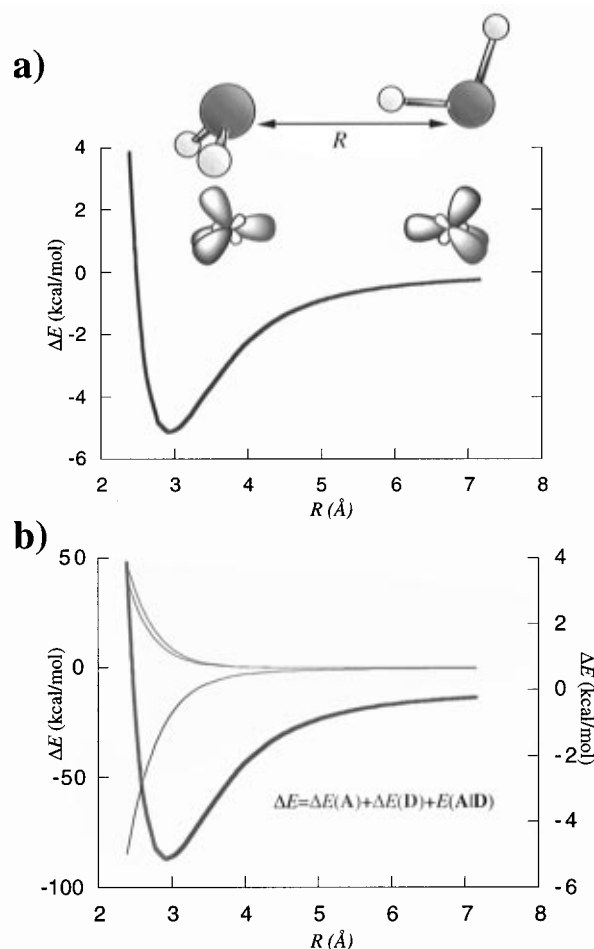 a)
R
4
2
0
-2
-4
-6
ΔE (kcal/mol)
2 3 4 5 6 7 8
R (Å)
b)
50
0
-50
-100
ΔE (kcal/mol)
4
2
0
-2
-4
-6
ΔE (kcal/mol)
ΔE=ΔE(A)+ΔE(D)+E(A||D)
2 3 4 5 6 7 8
R (Å)